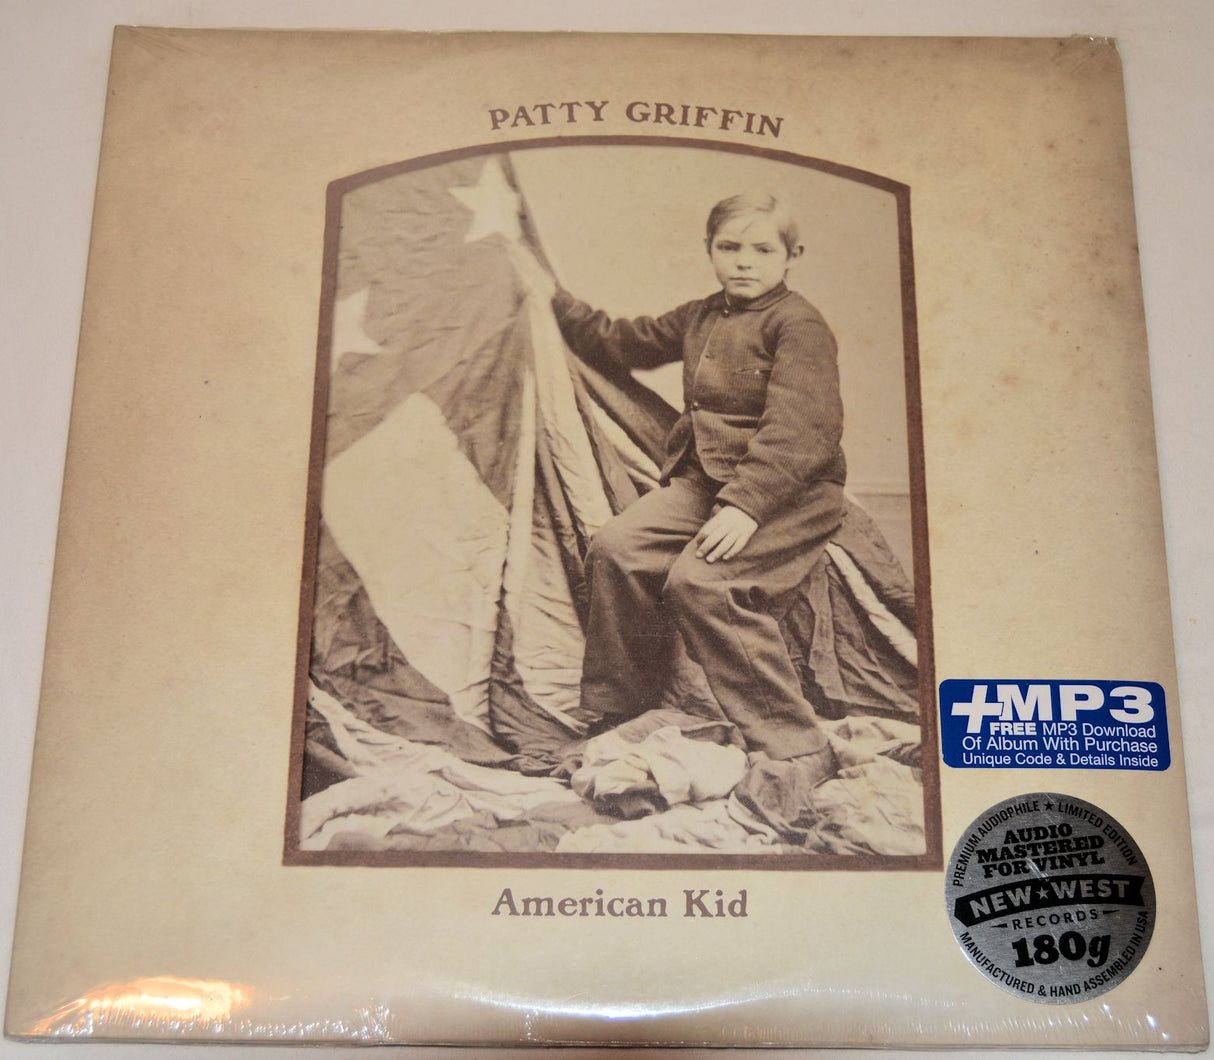 PATTY GRIFFIN
American Kid
+MP3
FREE MP3 Download
Of Album With Purchase
Unique Code & Details Inside
PREMIUM AUDIOPHILE ★ LIMITED EDITION
AUDIO
MASTERED
FOR VINYL
NEW★WEST
RECORDS
180g
MANUFACTURED & HAND ASSEMBLED IN USA